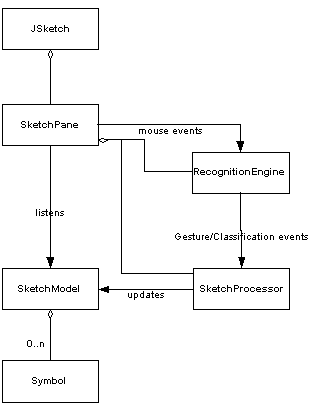 JSketch
SketchPane
mouse events
RecognitionEngine
listens
Gesture/Classification events
SketchModel
updates
SketchProcessor
0..n
Symbol